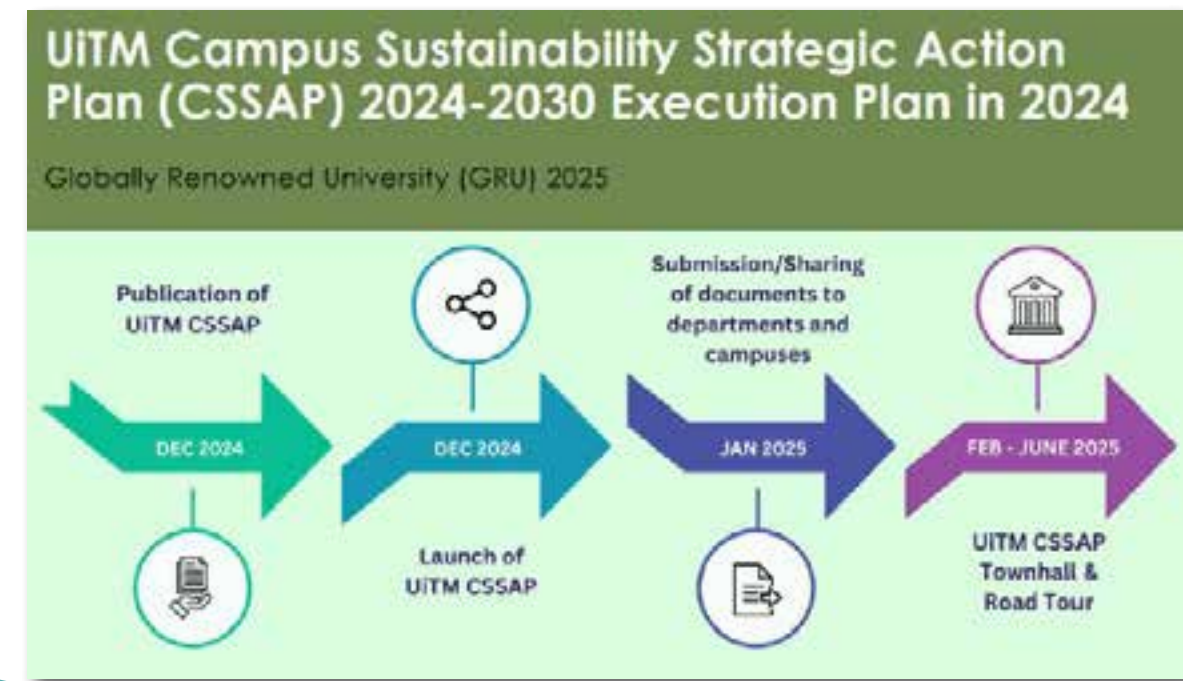 UiTM Campus Sustainability Strategic Action
Plan (CSSAP) 2024-2030 Execution Plan in 2024
Globally Renowned University (GRU) 2025
Publication of
UiTM CSSAP
DEC 2024
DEC 2024
Launch of
UiTM CSSAP
Submission/Sharing
of documents to
departments and
campuses
JAN 2025
FEB - JUNE 2025
UiTM CSSAP
Townhall &
Road Tour